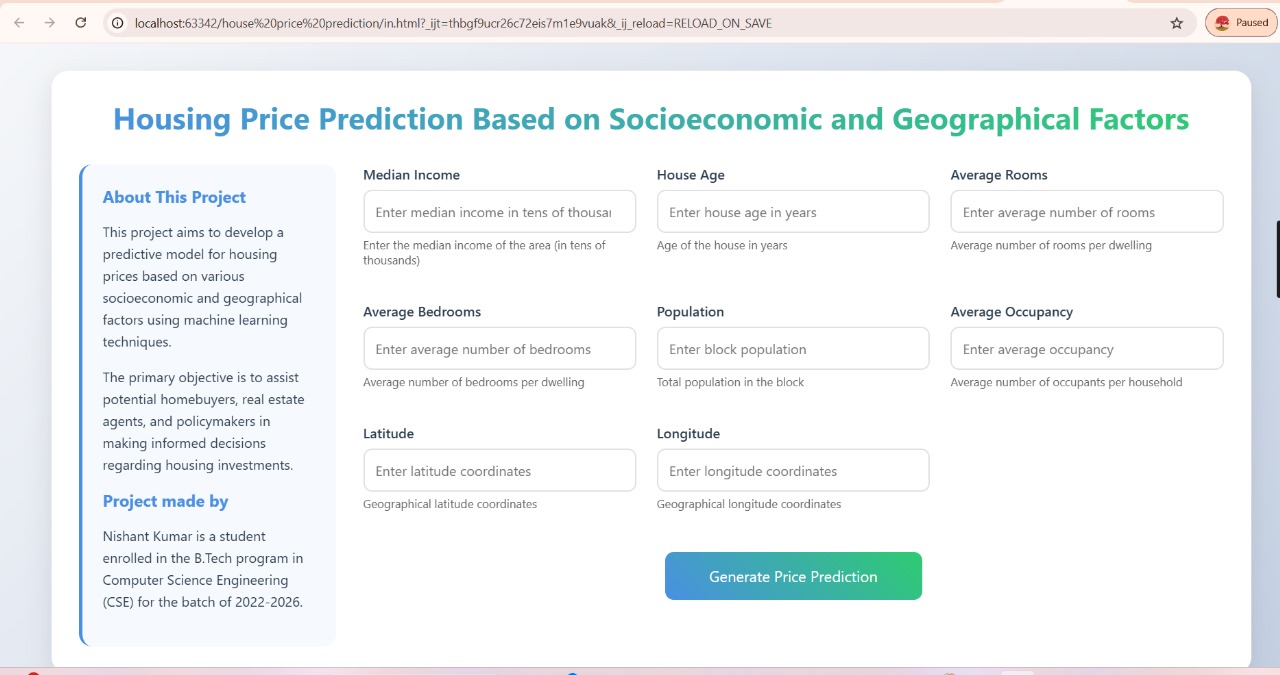 localhost:63342/house%20price%20prediction/in.html?_ijt=thbgf9ucr26c72eis7m1e9vuak&_ij_reload=RELOAD_ON_SAVE
Paused
Housing Price Prediction Based on Socioeconomic and Geographical Factors
About This Project
This project aims to develop a
predictive model for housing
prices based on various
socioeconomic and geographical
factors using machine learning
techniques.
The primary objective is to assist
potential homebuyers, real estate
agents, and policymakers in
making informed decisions
regarding housing investments.
Project made by
Nishant Kumar is a student
enrolled in the B.Tech program in
Computer Science Engineering
(CSE) for the batch of 2022-2026.
Median Income
Enter median income in tens of thousa
Enter the median income of the area (in tens of
thousands)
House Age
Enter house age in years
Age of the house in years
Average Rooms
Enter average number of rooms
Average number of rooms per dwelling
Average Bedrooms
Enter average number of bedrooms
Average number of bedrooms per dwelling
Population
Enter block population
Total population in the block
Average Occupancy
Enter average occupancy
Average number of occupants per household
Latitude
Enter latitude coordinates
Geographical latitude coordinates
Longitude
Enter longitude coordinates
Geographical longitude coordinates
Generate Price Prediction